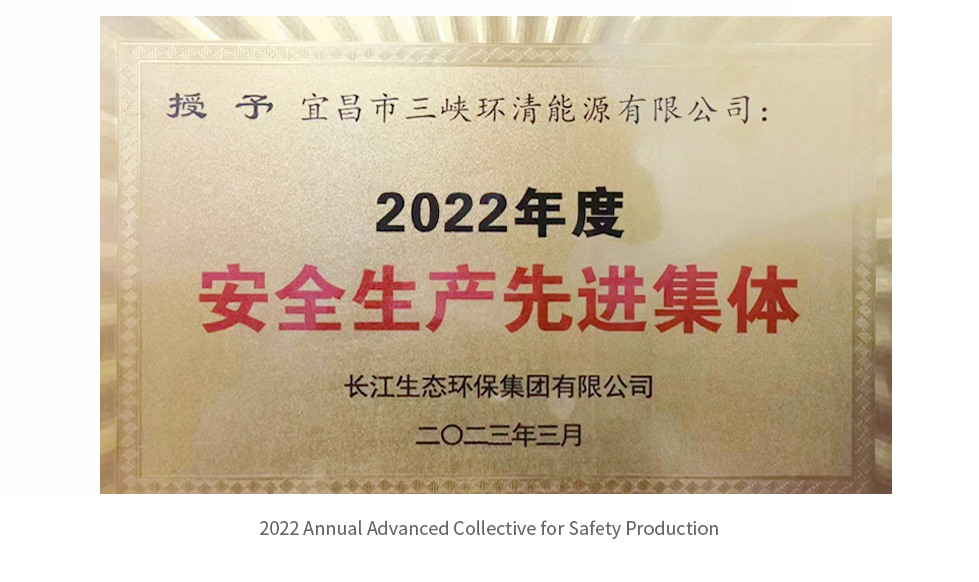 授 予 宜昌市三峡环清能源有限公司：
2022年度
安全生产先进集体
长江生态环保集团有限公司
二〇二三年三月
2022 Annual Advanced Collective for Safety Production